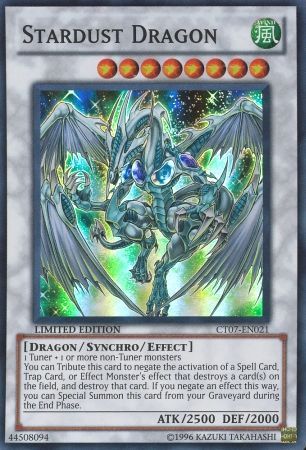 STARDUST DRAGON
WIND
風
LIMITED EDITION
CT07-EN021
[DRAGON / SYNCHRO / EFFECT]
1 Tuner + 1 or more non-Tuner monsters
You can Tribute this card to negate the activation of a Spell Card,
Trap Card, or Effect Monster's effect that destroys a card(s) on
the field, and destroy that card. If you negate an effect this way,
you can Special Summon this card from your Graveyard during
the End Phase.
ATK/2500 DEF/2000
44508094
©1996 KAZUKI TAKAHASHI